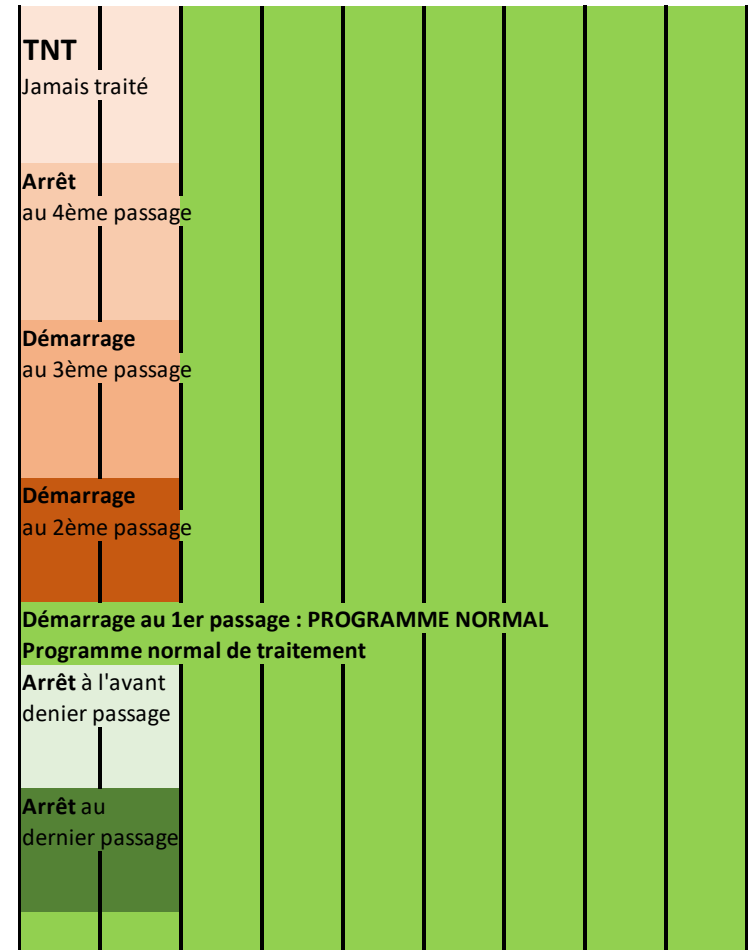 TNT
Jamais traité
Arrêt
au 4ème passage
Démarrage
au 3ème passage
Démarrage
au 2ème passage
Démarrage au 1er passage : PROGRAMME NORMAL
Programme normal de traitement
Arrêt à l'avant
denier passage
Arrêt au
dernier passage